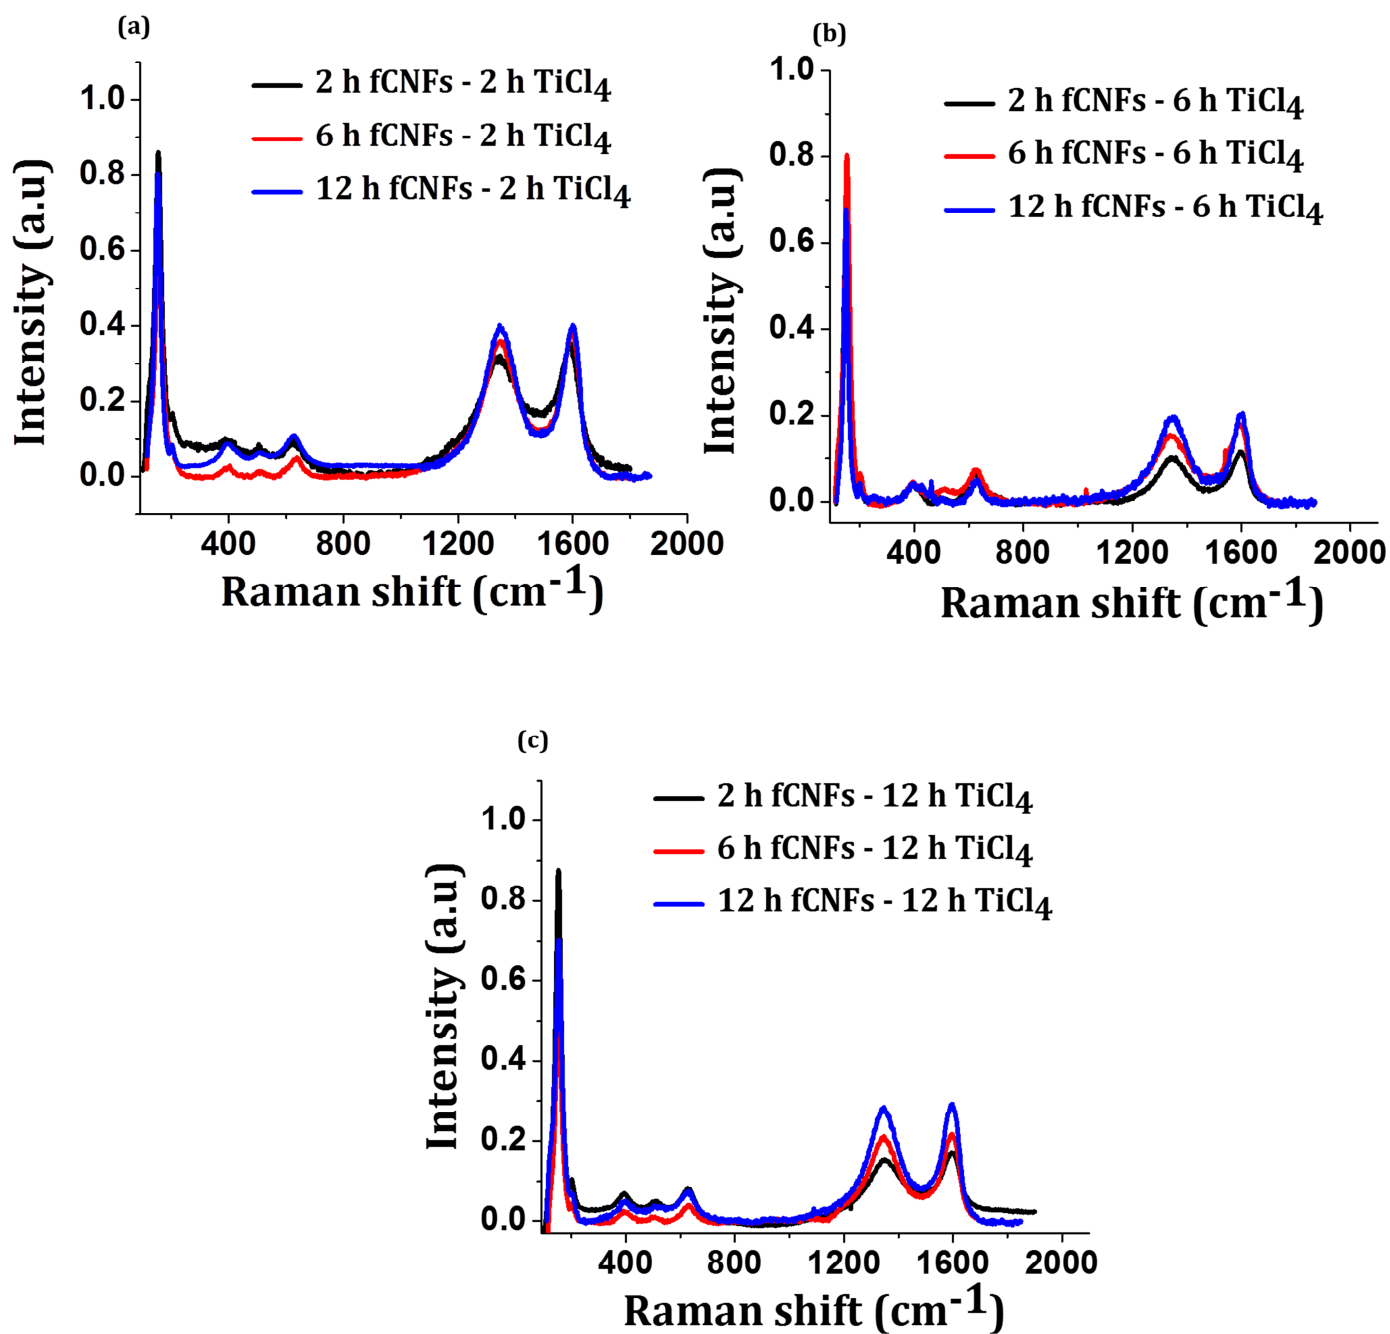 (a)
2 h fCNFs - 2 h TiCl4
6 h fCNFs - 2 h TiCl4
12 h fCNFs - 2 h TiCl4
Intensity (a.u)
1.0
0.8
0.6
0.4
0.2
0.0
400 800 1200 1600 2000
Raman shift (cm-1)
(b)
2 h fCNFs - 6 h TiCl4
6 h fCNFs - 6 h TiCl4
12 h fCNFs - 6 h TiCl4
Intensity (a.u)
1.0
0.8
0.6
0.4
0.2
0.0
400 800 1200 1600 2000
Raman shift (cm-1)
(c)
2 h fCNFs - 12 h TiCl4
6 h fCNFs - 12 h TiCl4
12 h fCNFs - 12 h TiCl4
Intensity (a.u)
1.0
0.8
0.6
0.4
0.2
0.0
400 800 1200 1600 2000
Raman shift (cm-1)